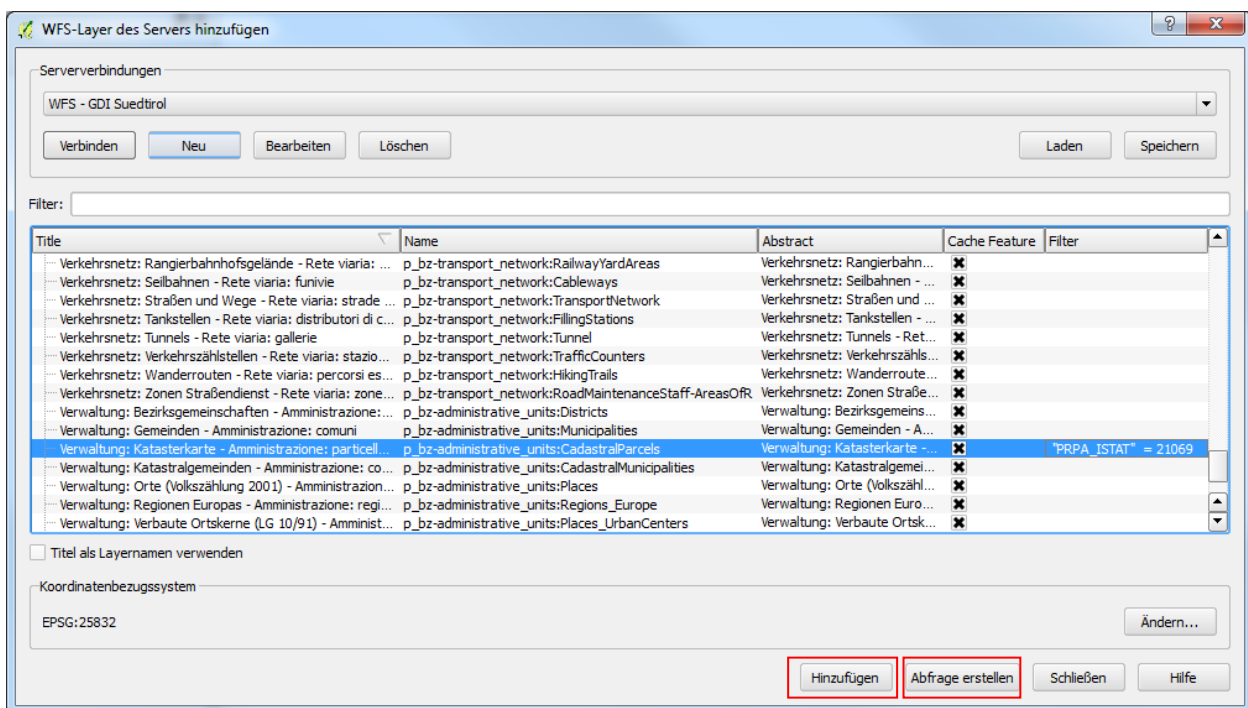 WFS-Layer des Servers hinzufügen
?
X
Serververbindungen
WFS - GDI Suedtirol
Verbinden Neu Bearbeiten Löschen Laden Speichern
Filter:
Title Name Abstract Cache Feature Filter
Verkehrsnetz: Rangierbahnhofsgelände - Rete viaria: ... p_bz-transport_network:RailwayYardAreas Verkehrsnetz: Rangierbahn...
Verkehrsnetz: Seilbahnen - Rete viaria: funivie p_bz-transport_network:Cableways Verkehrsnetz: Seilbahnen - ...
Verkehrsnetz: Straßen und Wege - Rete viaria: strade ... p_bz-transport_network:TransportNetwork Verkehrsnetz: Straßen und ...
Verkehrsnetz: Tankstellen - Rete viaria: distributori di c... p_bz-transport_network:FillingStations Verkehrsnetz: Tankstellen - ...
Verkehrsnetz: Tunnels - Rete viaria: gallerie p_bz-transport_network:Tunnel Verkehrsnetz: Tunnels - Ret...
Verkehrsnetz: Verkehrszählstellen - Rete viaria: stazio... p_bz-transport_network:TrafficCounters Verkehrsnetz: Verkehrszähls...
Verkehrsnetz: Wanderrouten - Rete viaria: percorsi es... p_bz-transport_network:HikingTrails Verkehrsnetz: Wanderroute...
Verkehrsnetz: Zonen Straßendienst - Rete viaria: zone... p_bz-transport_network:RoadMaintenanceStaff-AreasOfR Verkehrsnetz: Zonen Straße...
Verwaltung: Bezirksgemeinschaften - Amministrazione:... p_bz-administrative_units:Districts Verwaltung: Bezirksgemeins...
Verwaltung: Gemeinden - Amministrazione: comuni p_bz-administrative_units:Municipalities Verwaltung: Gemeinden - A...
Verwaltung: Katasterkarte - Amministrazione: particell... p_bz-administrative_units:CadastralParcels Verwaltung: Katasterkarte -... "PRPA_ISTAT" = 21069
Verwaltung: Katastralgemeinden - Amministrazione: co... p_bz-administrative_units:CadastralMunicipalities Verwaltung: Katastralgemei...
Verwaltung: Orte (Volkszählung 2001) - Amministrazion... p_bz-administrative_units:Places Verwaltung: Orte (Volkszähl...
Verwaltung: Regionen Europas - Amministrazione: regi... p_bz-administrative_units:Regions_Europe Verwaltung: Regionen Euro...
Verwaltung: Verbaute Ortskerne (LG 10/91) - Amminist... p_bz-administrative_units:Places_UrbanCenters Verwaltung: Verbaute Ortsk...
Titel als Layernamen verwenden
Koordinatenbezugssystem
EPSG:25832 Ändern...
Hinzufügen Abfrage erstellen Schließen Hilfe